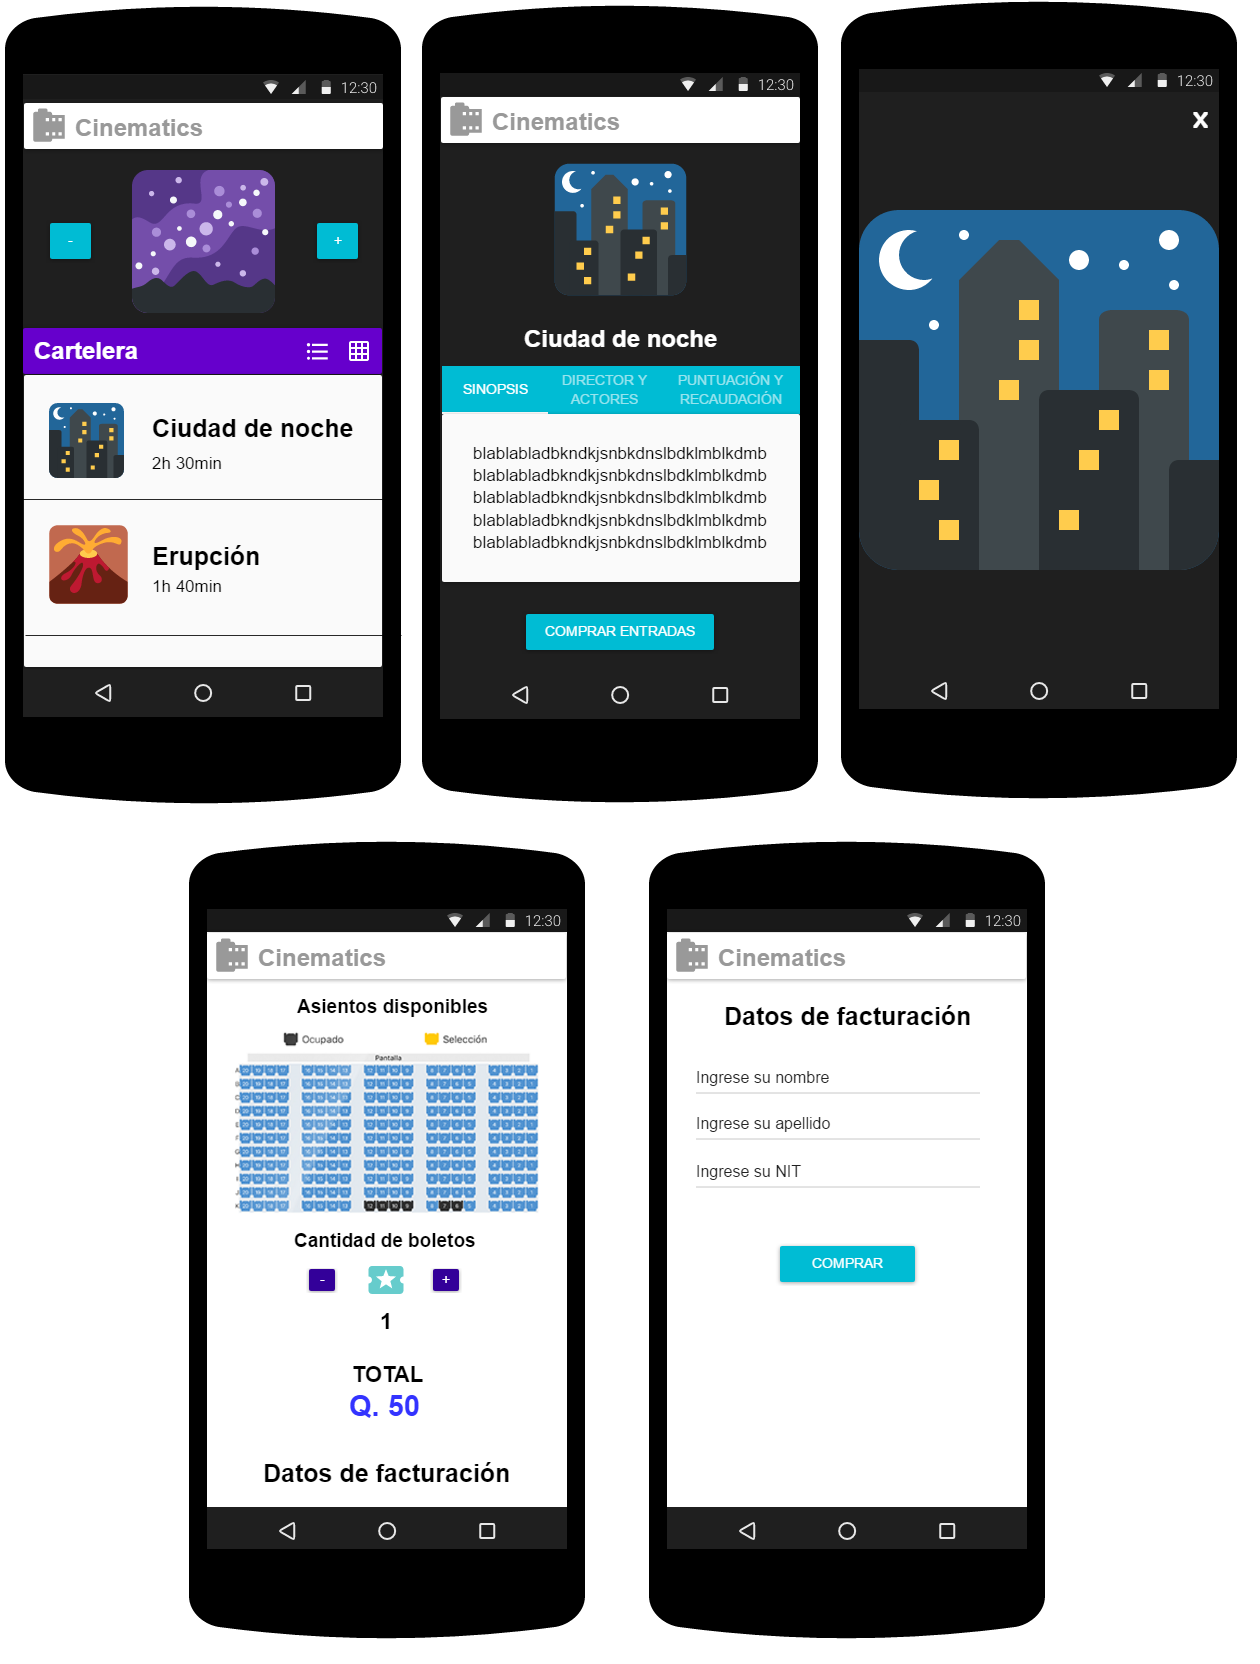 12:30
Cinematics
-
+
Cartelera
Ciudad de noche
2h 30min
Erupción
1h 40min
12:30
Cinematics
Ciudad de noche
SINOPSIS
DIRECTOR Y
ACTORES
PUNTUACIÓN Y
RECAUDACIÓN
blablabladbkndkjsnbkdnslbdklmblkdmb
blablabladbkndkjsnbkdnslbdklmblkdmb
blablabladbkndkjsnbkdnslbdklmblkdmb
blablabladbkndkjsnbkdnslbdklmblkdmb
blablabladbkndkjsnbkdnslbdklmblkdmb
COMPRAR ENTRADAS
12:30
x
12:30
Cinematics
Asientos disponibles
Ocupado
Selección
Pantalla
Cantidad de boletos
-
+
1
TOTAL
Q. 50
Datos de facturación
12:30
Cinematics
Datos de facturación
Ingrese su nombre
Ingrese su apellido
Ingrese su NIT
COMPRAR